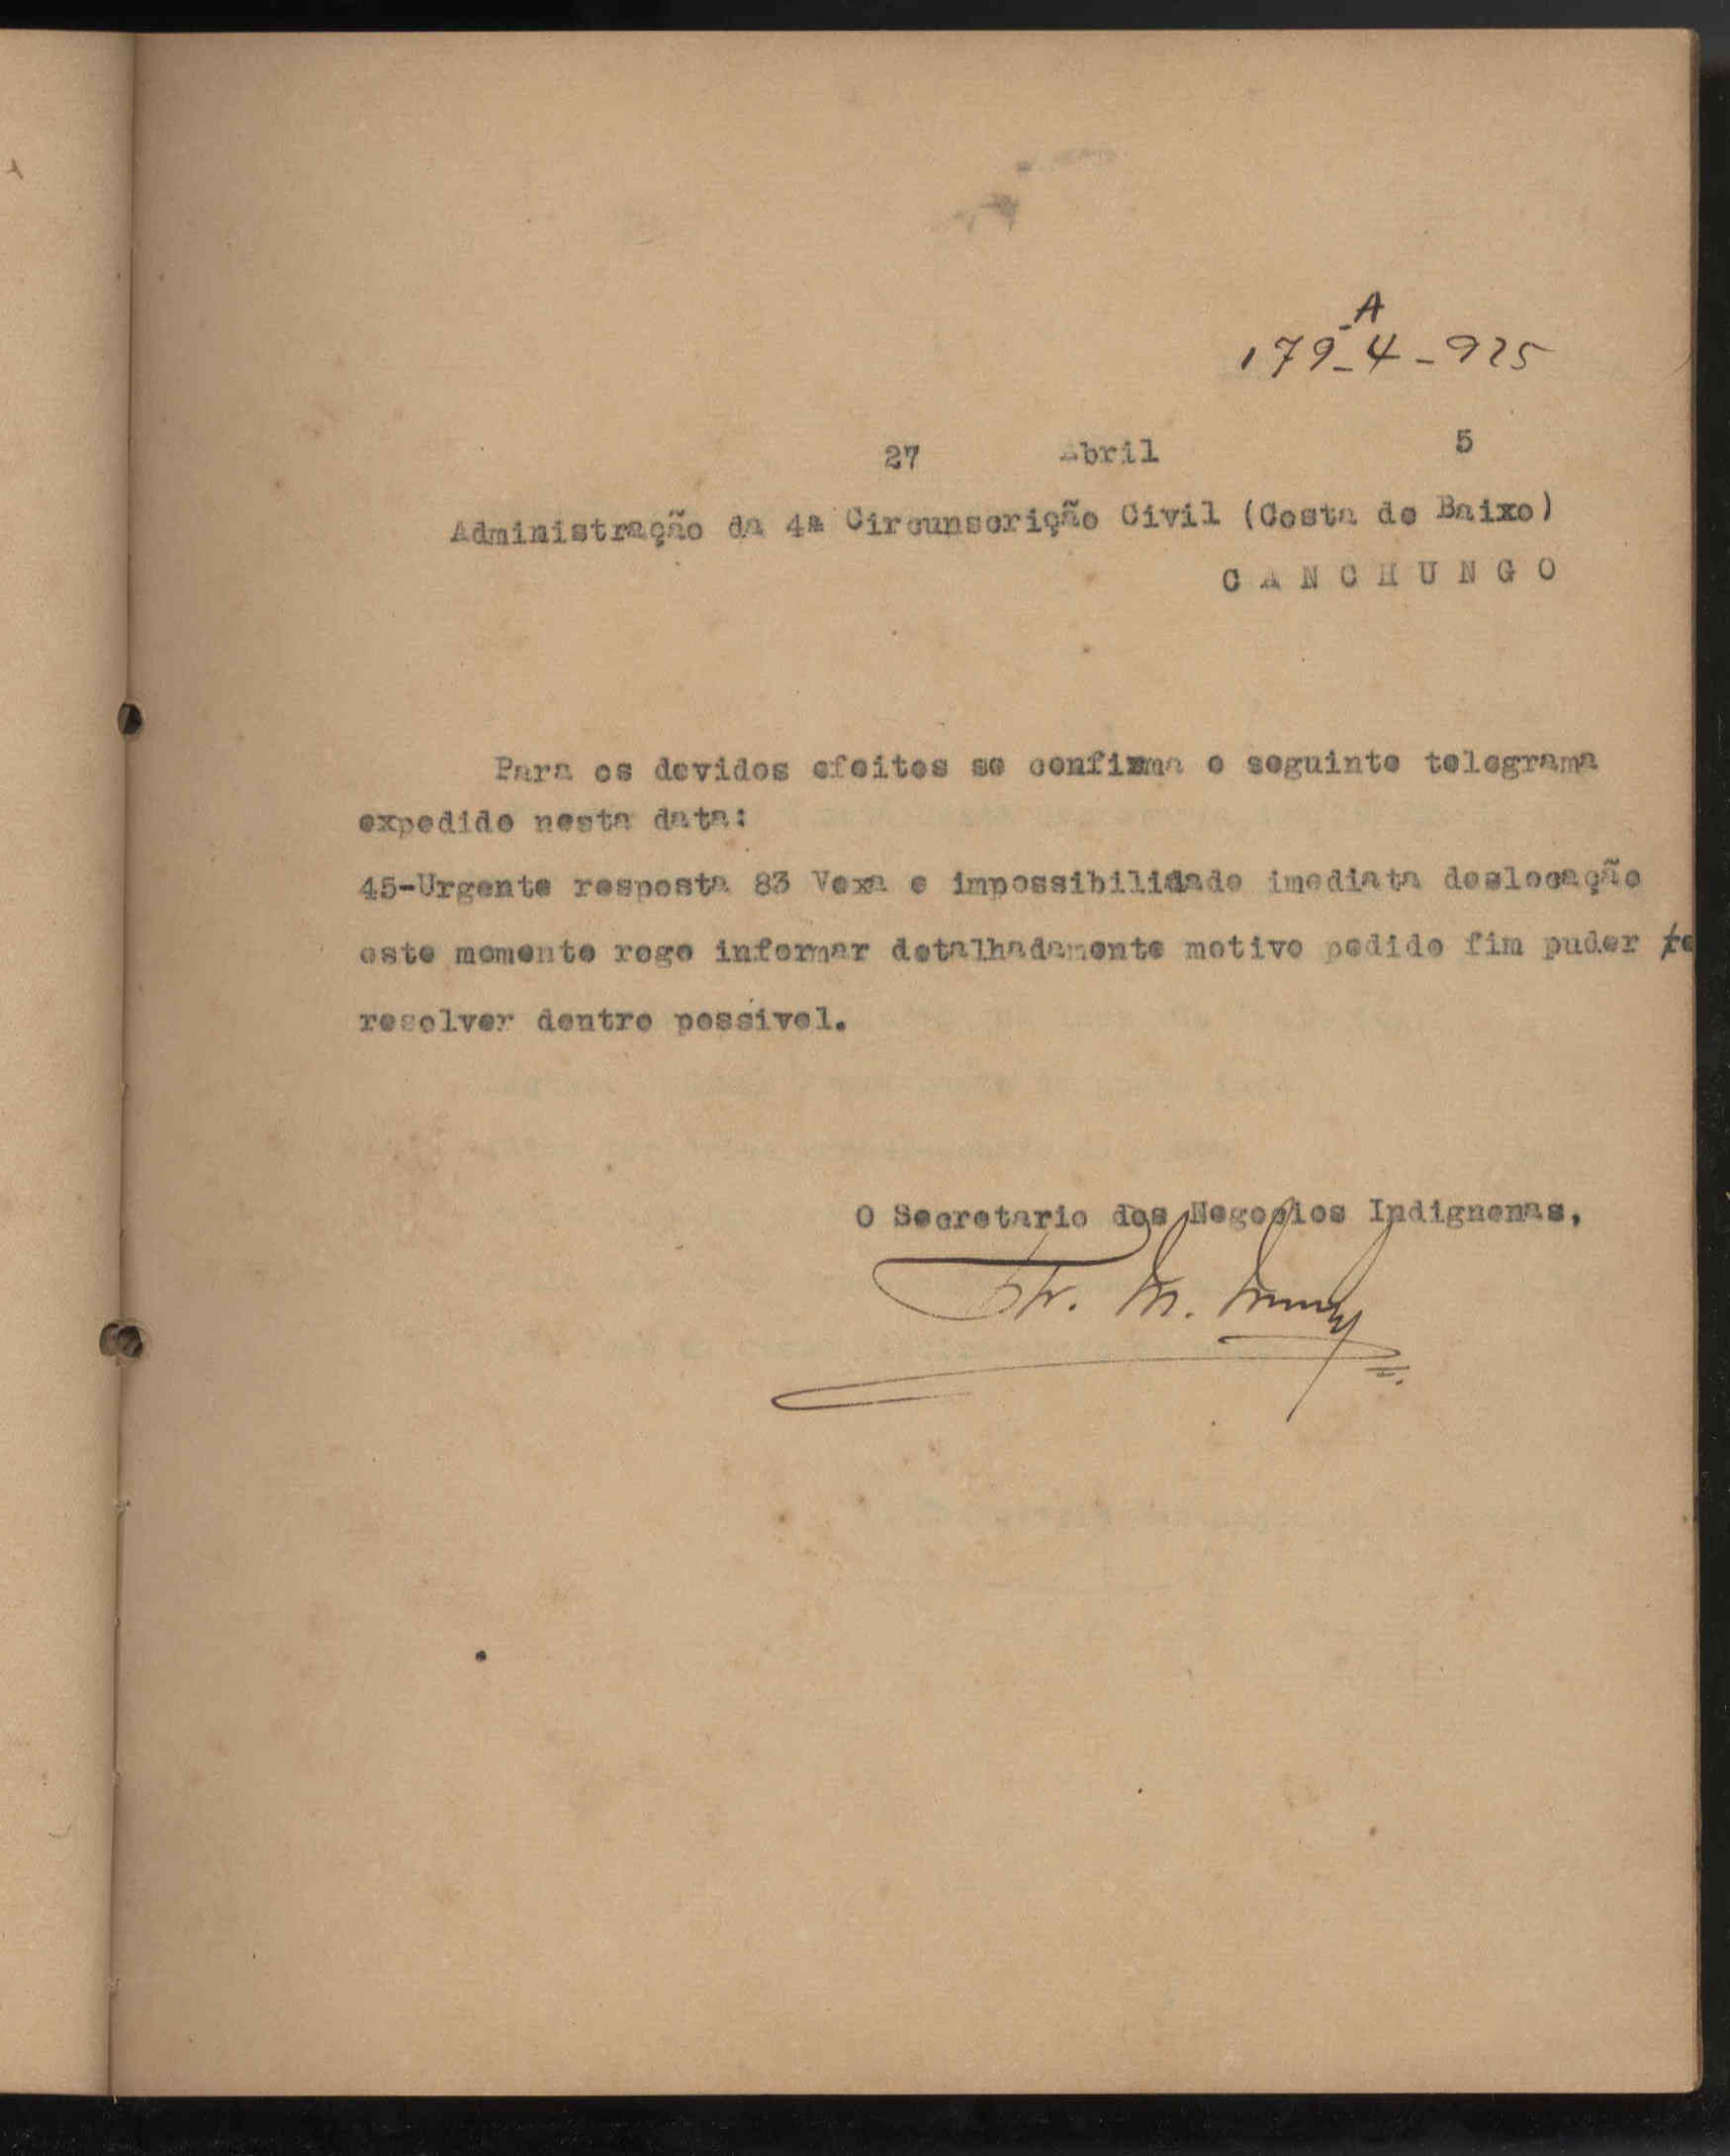 A
179-4-925
27 Abril 5
Administração da 4ª Circunscrição Civil (Costa de Baixo)
C A N C H U N G O
Para os devidos efeitos se confirma o seguinte telegrama
expedido nesta data:
45-Urgente resposta 83 Vexa e impossibilidade imediata deslocação
este momento rogo informar detalhadamente motivo pedido fim puder re
resolver dentro possivel.
O Secretario dos Negocios Indignenas,